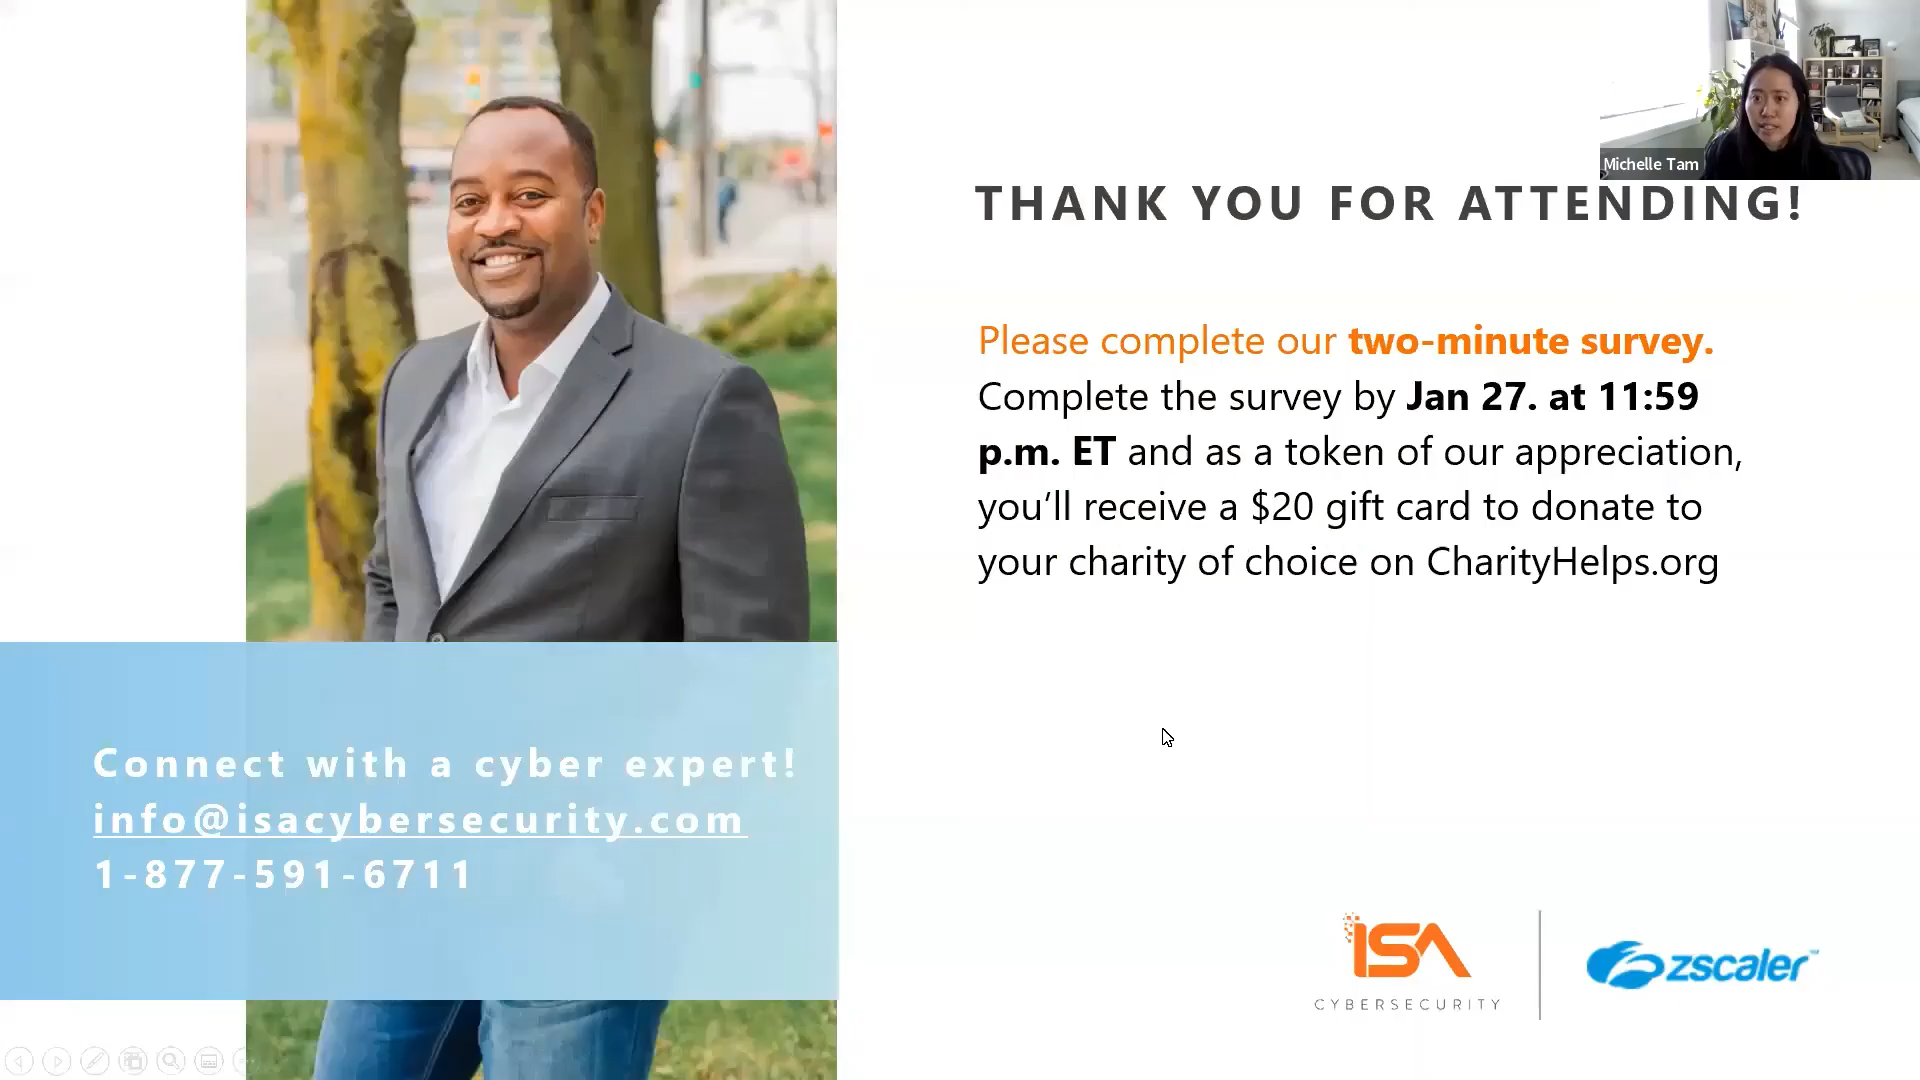 Michelle Tam
THANK YOU FOR ATTENDING!
Please complete our two-minute survey.
Complete the survey by Jan 27. at 11:59
p.m. ET and as a token of our appreciation,
you’ll receive a $20 gift card to donate to
your charity of choice on CharityHelps.org
Connect with a cyber expert!
info@isacybersecurity.com
1-877-591-6711
ISA
CYBERSECURITY
zscaler™